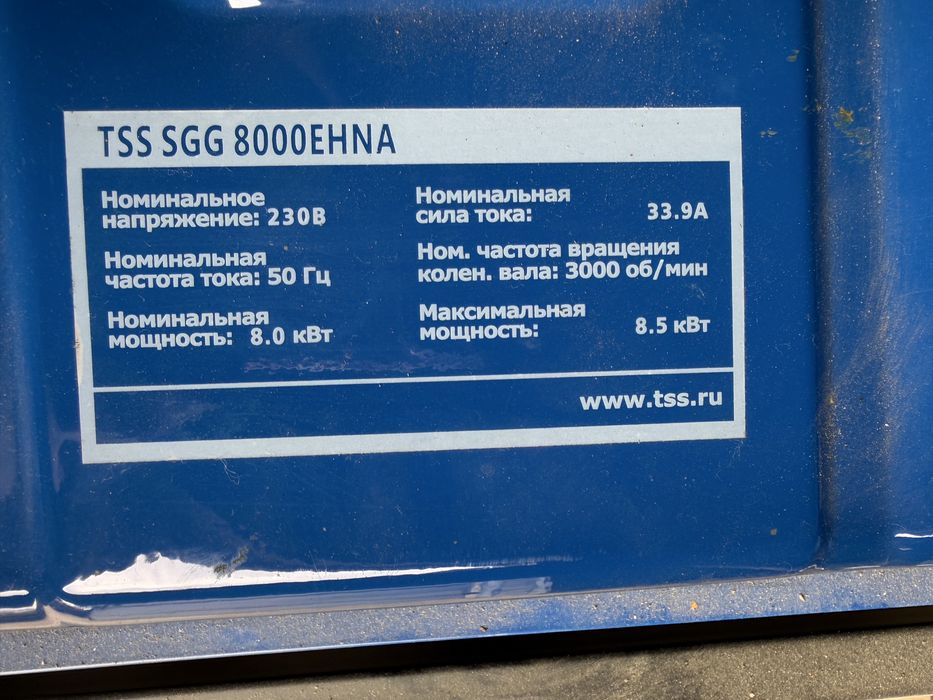 TSS SGG 8000EHNA
Номинальное
напряжение: 230В
Номинальная
частота тока: 50 Гц
Номинальная
мощность: 8.0 кВт
Номинальная
сила тока: 33.9А
Ном. частота вращения
колен. вала: 3000 об/мин
Максимальная
мощность: 8.5 кВт
www.tss.ru